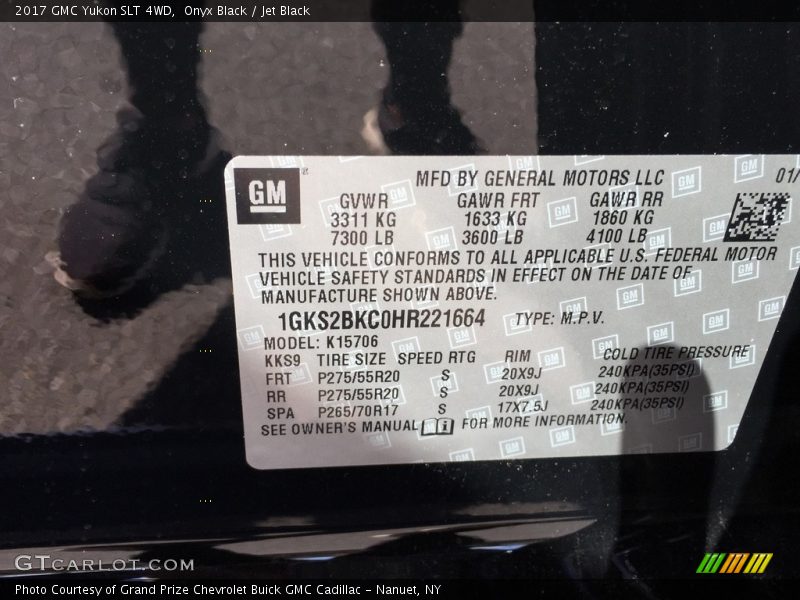 2017 GMC Yukon SLT 4WD, Onyx Black / Jet Black
GM
MFD BY GENERAL MOTORS LLC 01/
GVWR GAWR FRT GAWR RR
3311 KG 1633 KG 1860 KG
7300 LB 3600 LB 4100 LB
THIS VEHICLE CONFORMS TO ALL APPLICABLE U.S. FEDERAL MOTOR
VEHICLE SAFETY STANDARDS IN EFFECT ON THE DATE OF
MANUFACTURE SHOWN ABOVE.
1GKS2BKC0HR221664 TYPE: M.P.V.
MODEL: K15706
KKS9 TIRE SIZE SPEED RTG RIM COLD TIRE PRESSURE
FRT P275/55R20 S 20X9J 240KPA(35PSI)
RR P275/55R20 S 20X9J 240KPA(35PSI)
SPA P265/70R17 S 17X7.5J 240KPA(35PSI)
SEE OWNER'S MANUAL i FOR MORE INFORMATION.
GTCARLOT.COM
Photo Courtesy of Grand Prize Chevrolet Buick GMC Cadillac - Nanuet, NY